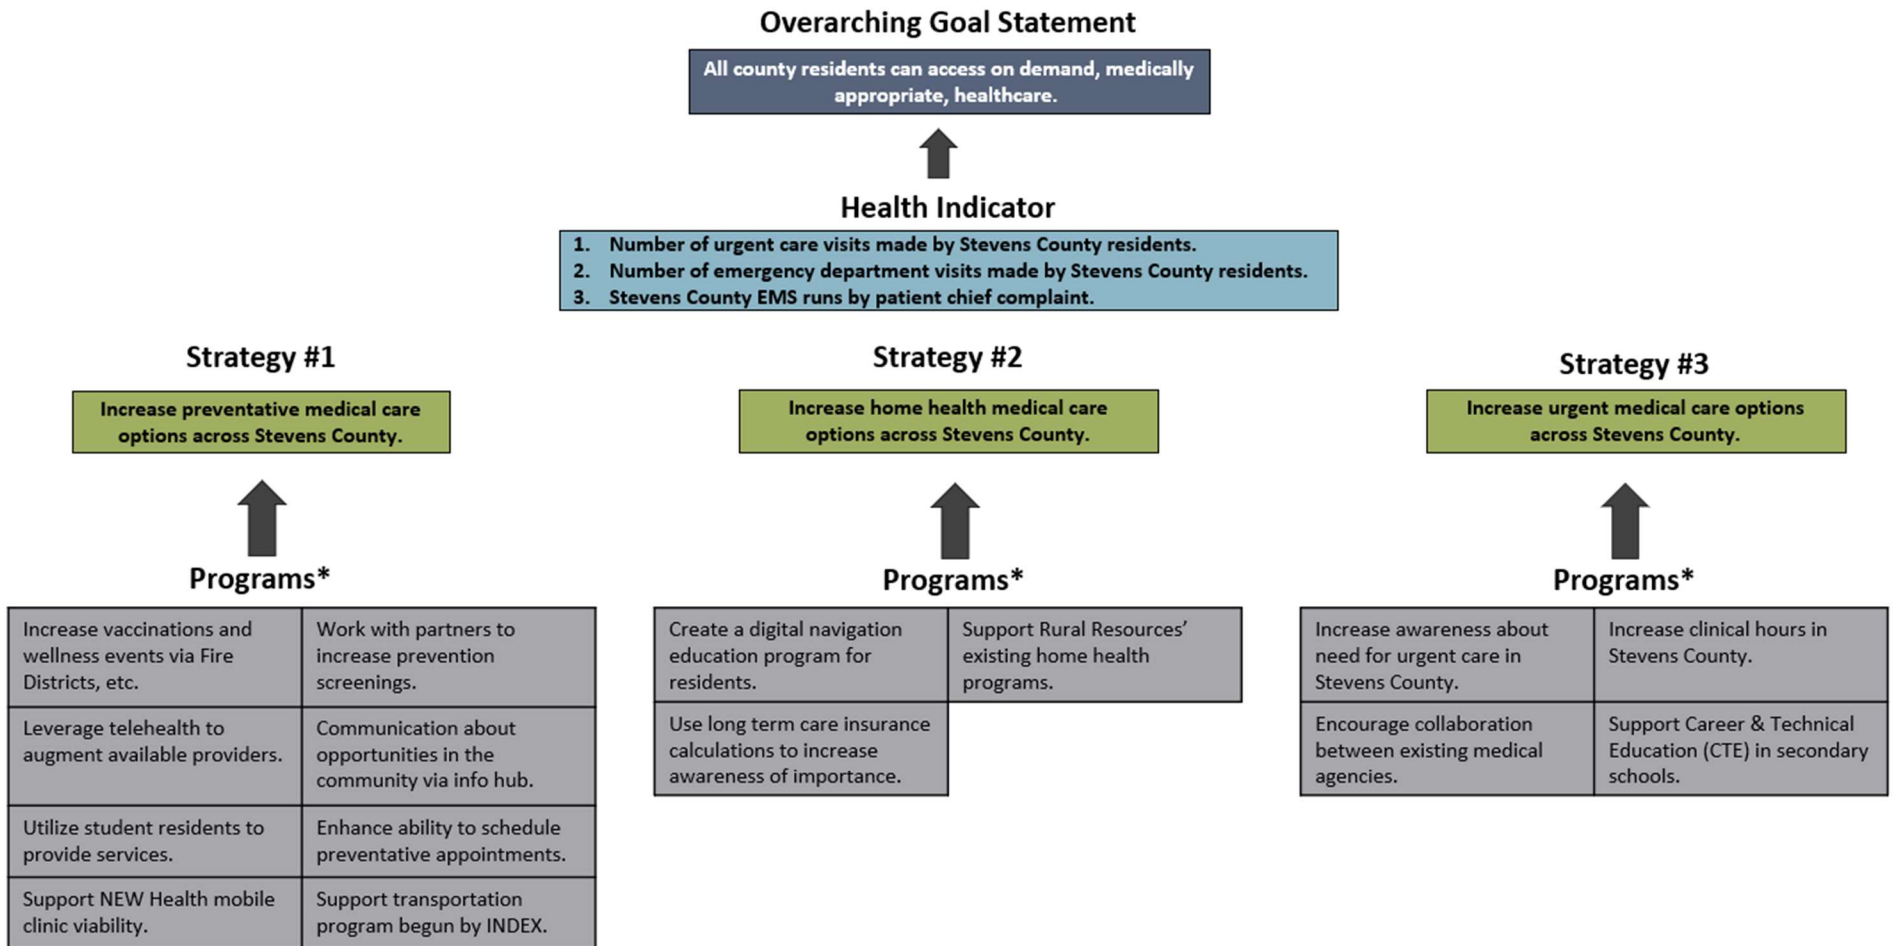 Overarching Goal Statement
All county residents can access on demand, medically
appropriate, healthcare.
Health Indicator
1. Number of urgent care visits made by Stevens County residents.
2. Number of emergency department visits made by Stevens County residents.
3. Stevens County EMS runs by patient chief complaint.
Strategy #1
Increase preventative medical care
options across Stevens County.
Programs*
Increase vaccinations and
wellness events via Fire
Districts, etc.
Work with partners to
increase prevention
screenings.
Leverage telehealth to
augment available providers.
Communication about
opportunities in the
community via info hub.
Utilize student residents to
provide services.
Enhance ability to schedule
preventative appointments.
Support NEW Health mobile
clinic viability.
Support transportation
program begun by INDEX.
Strategy #2
Increase home health medical care
options across Stevens County.
Programs*
Create a digital navigation
education program for
residents.
Support Rural Resources’
existing home health
programs.
Use long term care insurance
calculations to increase
awareness of importance.
Strategy #3
Increase urgent medical care options
across Stevens County.
Programs*
Increase awareness about
need for urgent care in
Stevens County.
Increase clinical hours in
Stevens County.
Encourage collaboration
between existing medical
agencies.
Support Career & Technical
Education (CTE) in secondary
schools.